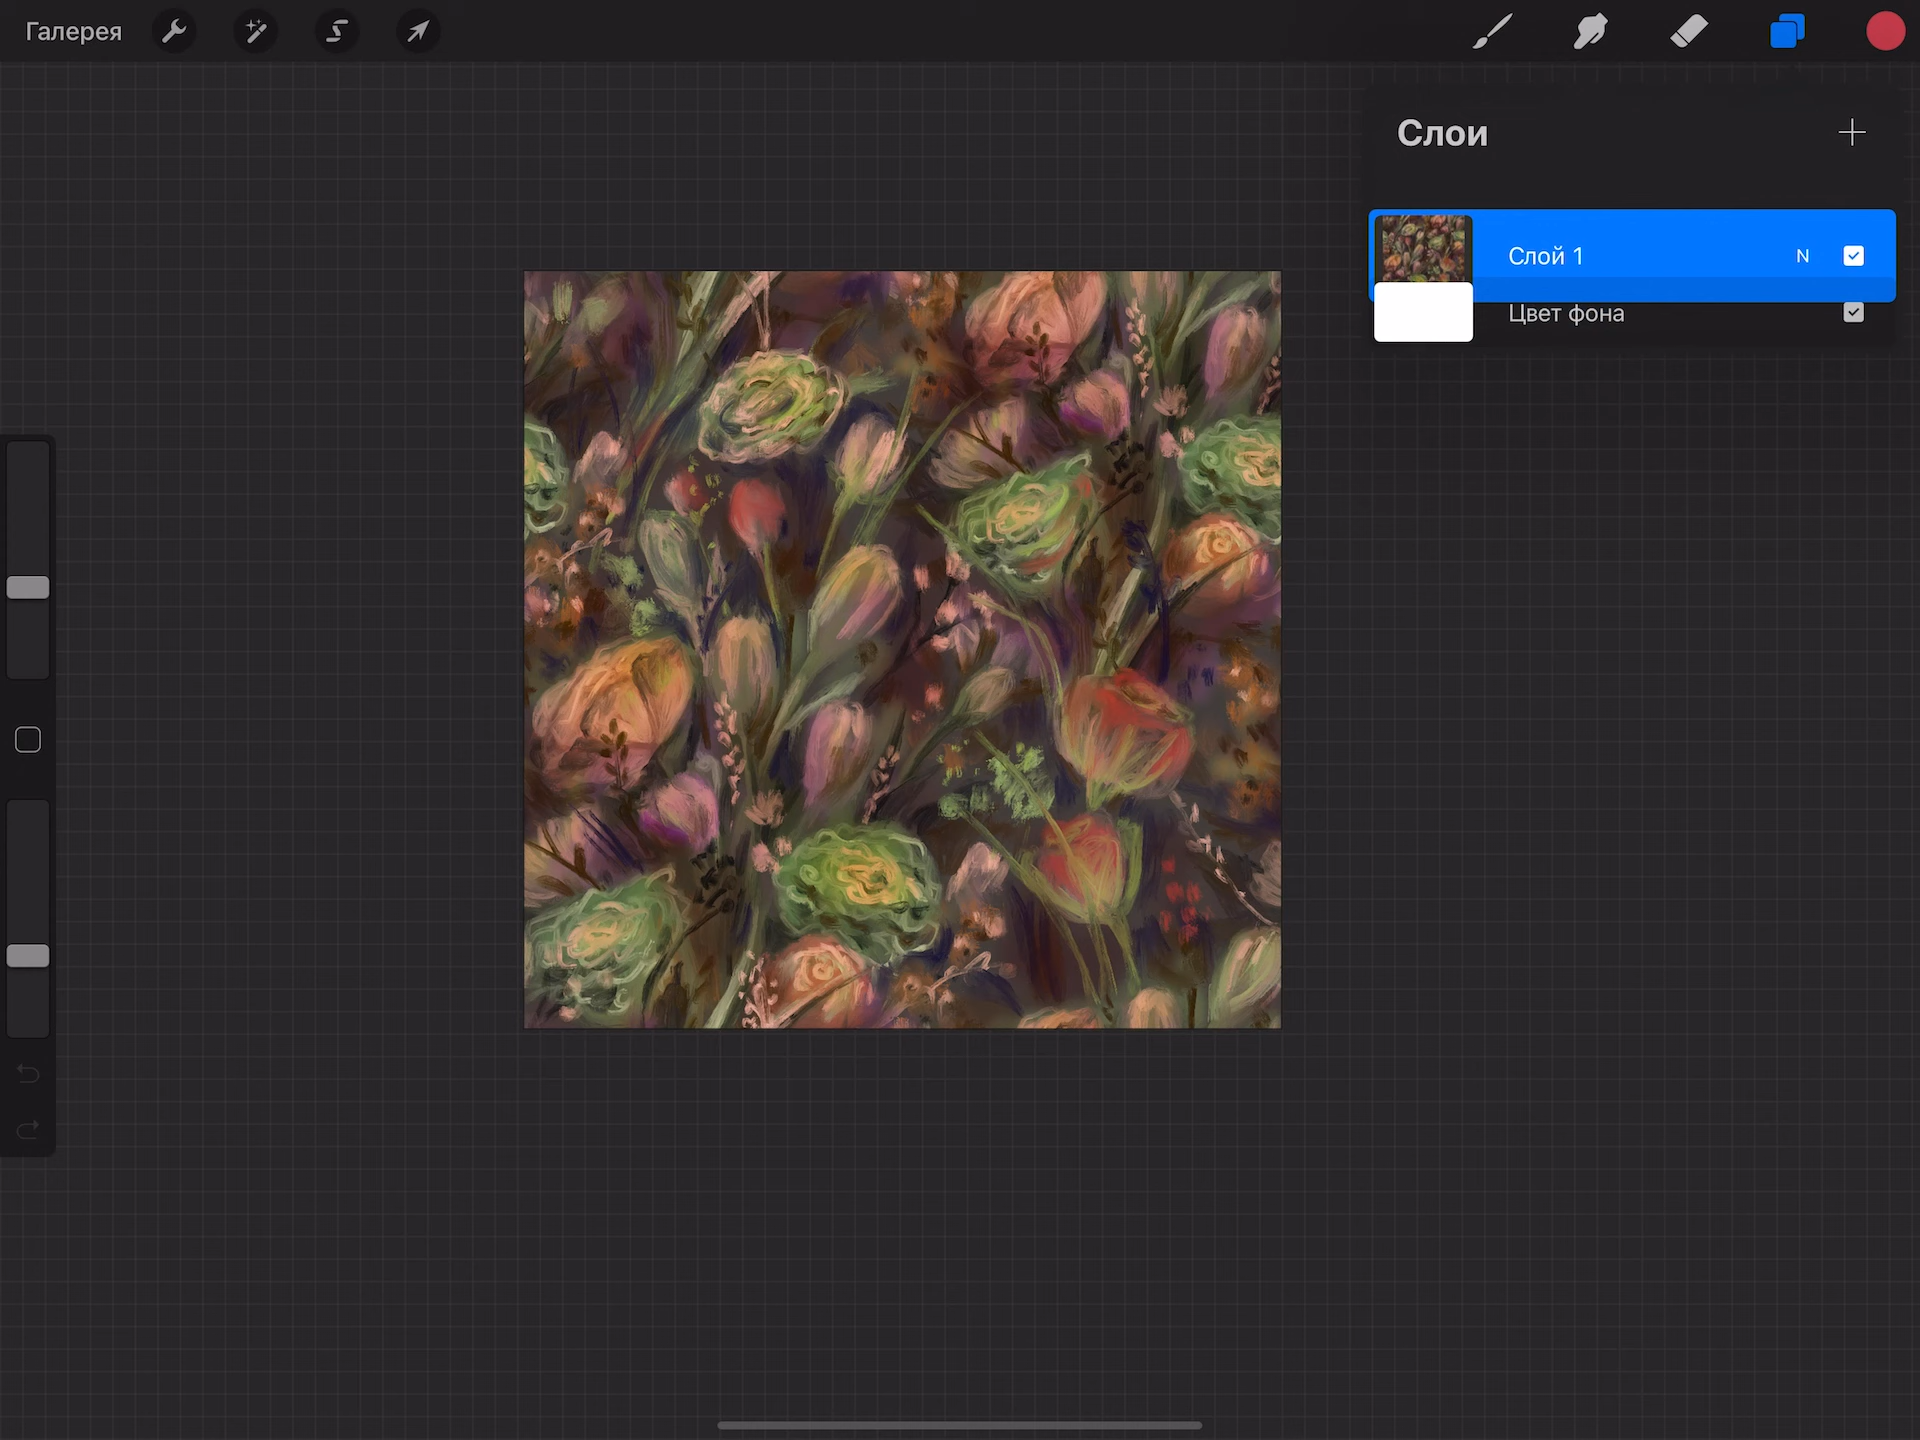 Галерея
Слои
Слой 1 N
Цвет фона